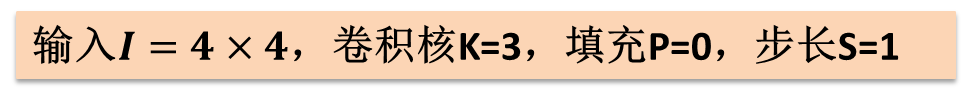 输入I = 4 × 4，卷积核K=3，填充P=0，步长S=1